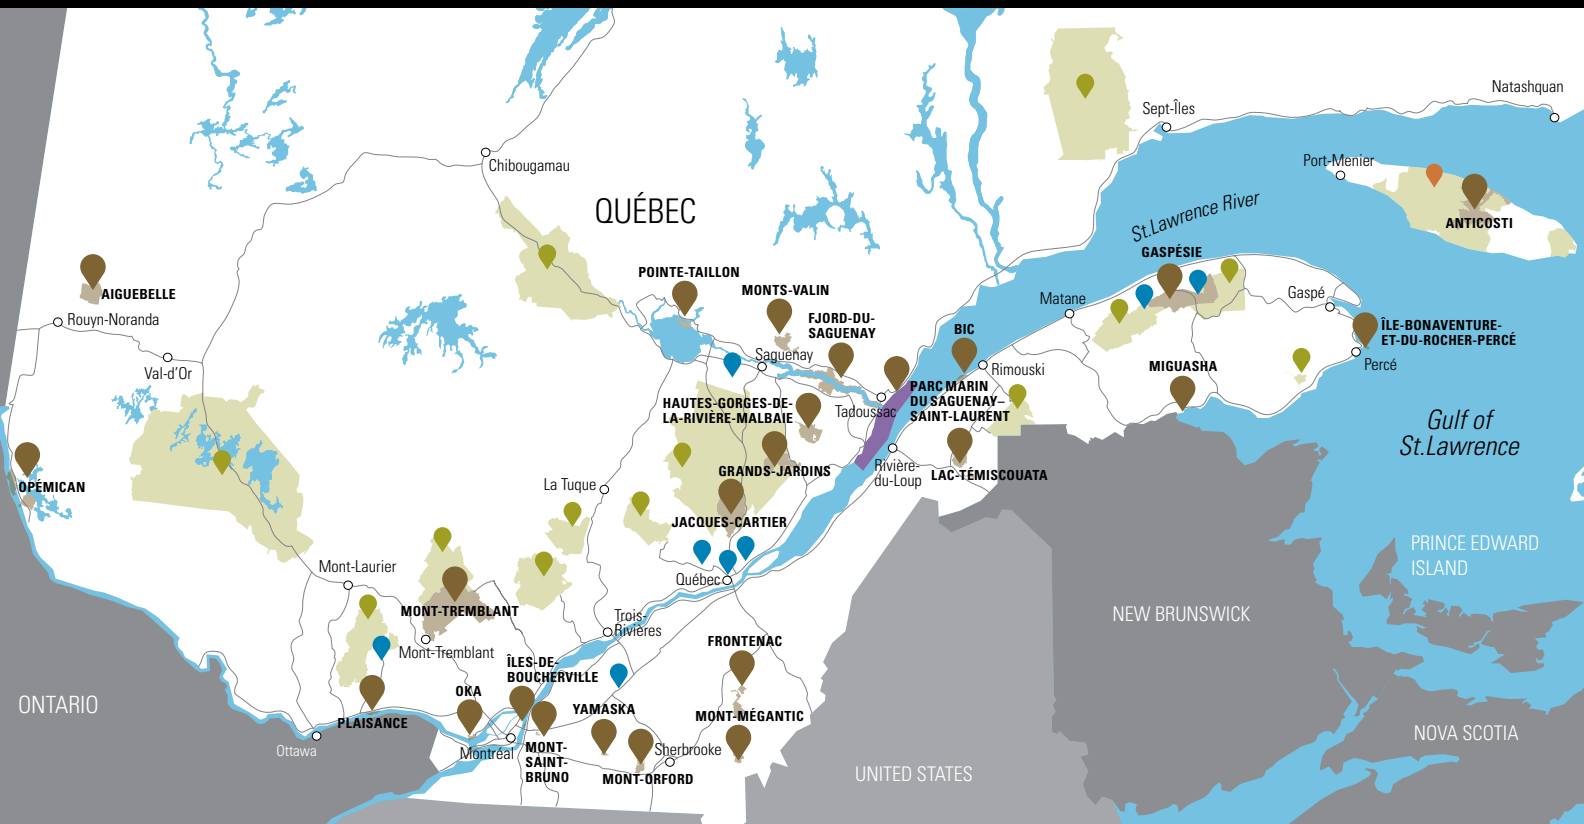 Natashquan
Sept-Îles
Chibougamau
Port-Menier
QUÉBEC
St.Lawrence River
ANTICOSTI
GASPÉSIE
POINTE-TAILLON
MONTS-VALIN
AIGUEBELLE
Matane
Gaspé
Rouyn-Noranda
FJORD-DU-
SAGUENAY
BIC
ÎLE-BONAVENTURE-
ET-DU-ROCHER-PERCÉ
Saguenay
Val-d'Or
Rimouski
MIGUASHA
Percé
PARC MARIN
DU SAGUENAY–
SAINT-LAURENT
HAUTES-GORGES-DE-
LA-RIVIÈRE-MALBAIE
Tadoussac
Gulf of
St.Lawrence
GRANDS-JARDINS
Rivière-
du-Loup
LAC-TÉMISCOUATA
OPÉMICAN
La Tuque
JACQUES-CARTIER
PRINCE EDWARD
ISLAND
Mont-Laurier
Québec
MONT-TREMBLANT
Trois-
Rivières
NEW BRUNSWICK
Mont-Tremblant
FRONTENAC
ÎLES-DE-
BOUCHERVILLE
OKA
ONTARIO
YAMASKA
MONT-MÉGANTIC
PLAISANCE
NOVA SCOTIA
Ottawa
Montréal
MONT-
SAINT-
BRUNO
Sherbrooke
MONT-ORFORD
UNITED STATES